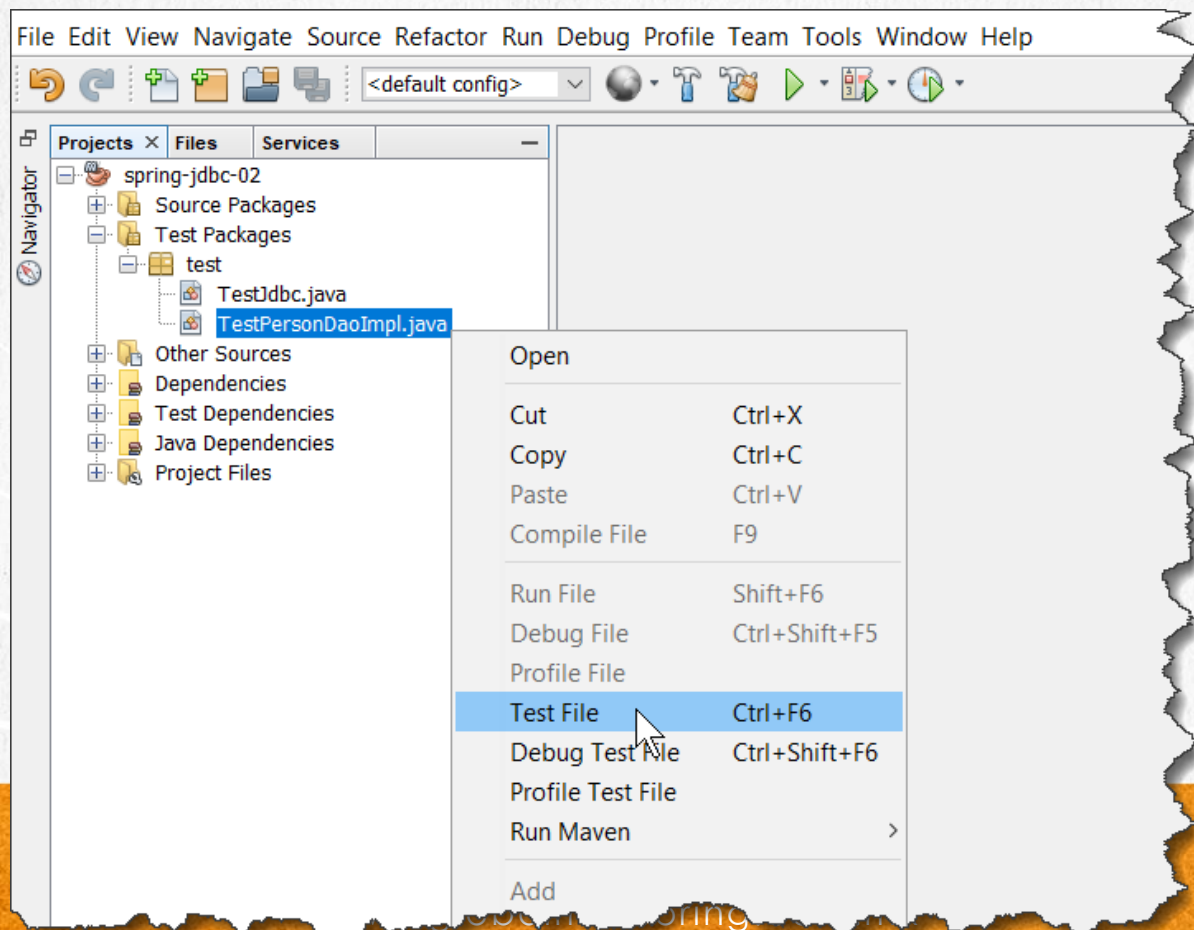 File Edit View Navigate Source Refactor Run Debug Profile Team Tools Window Help
<default config>
Projects Files Services
Navigator
spring-jdbc-02
Source Packages
Test Packages
test
TestJdbc.java
TestPersonDaoImpl.java
Other Sources
Dependencies
Test Dependencies
Java Dependencies
Project Files
Open
Cut Ctrl+X
Copy Ctrl+C
Paste Ctrl+V
Compile File F9
Run File Shift+F6
Debug File Ctrl+Shift+F5
Profile File
Test File Ctrl+F6
Debug Test File Ctrl+Shift+F6
Profile Test File
Run Maven
Add